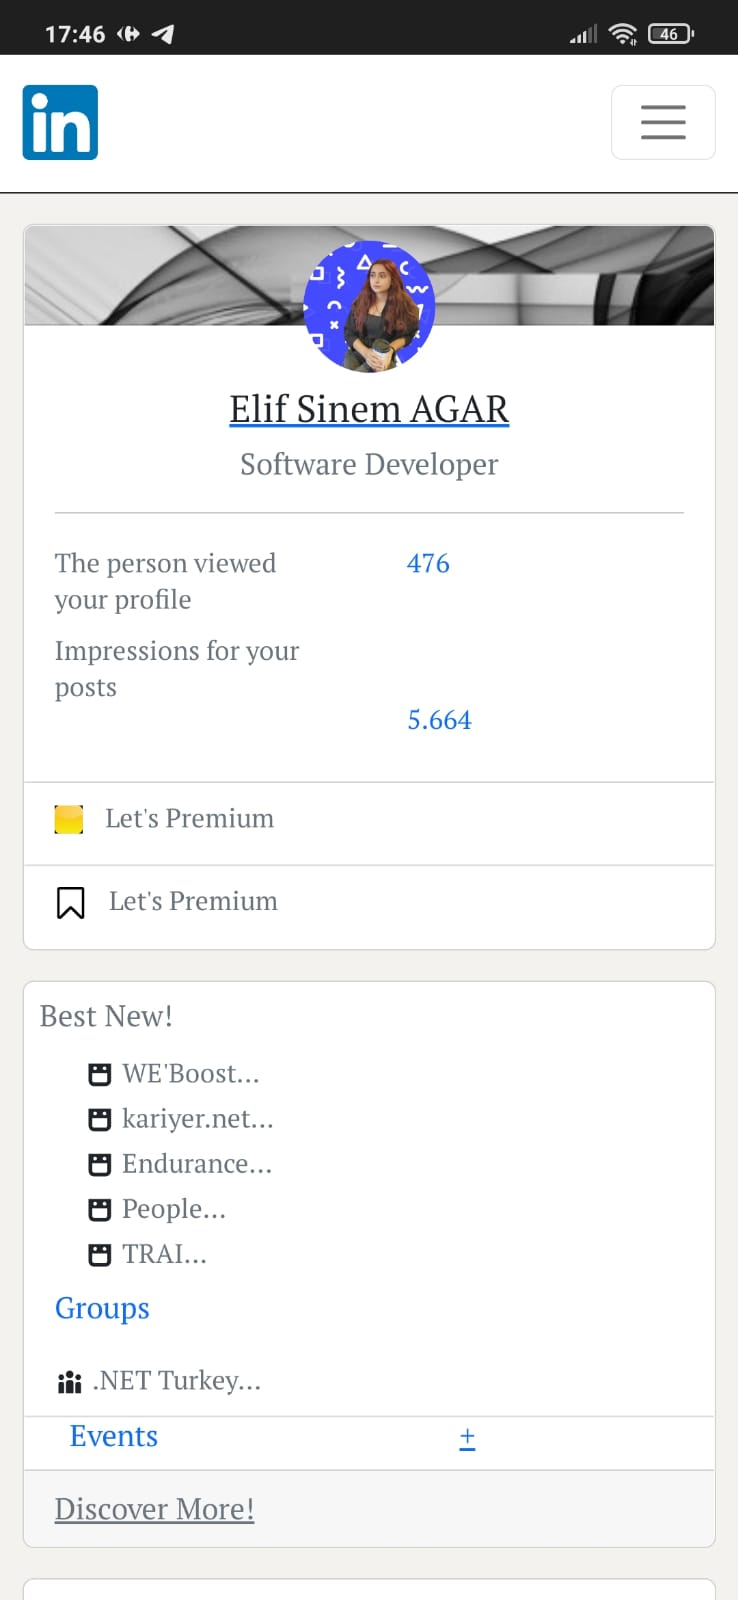 17:46
46
in
Elif Sinem AGAR
Software Developer
The person viewed
your profile
476
Impressions for your
posts
5.664
Let's Premium
Let's Premium
Best New!
WE'Boost...
kariyer.net...
Endurance...
People...
TRAI...
Groups
.NET Turkey...
Events +
Discover More!